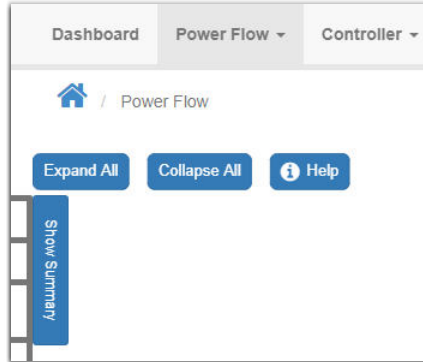 Dashboard Power Flow Controller
/ Power Flow
Expand All Collapse All Help
Show Summary